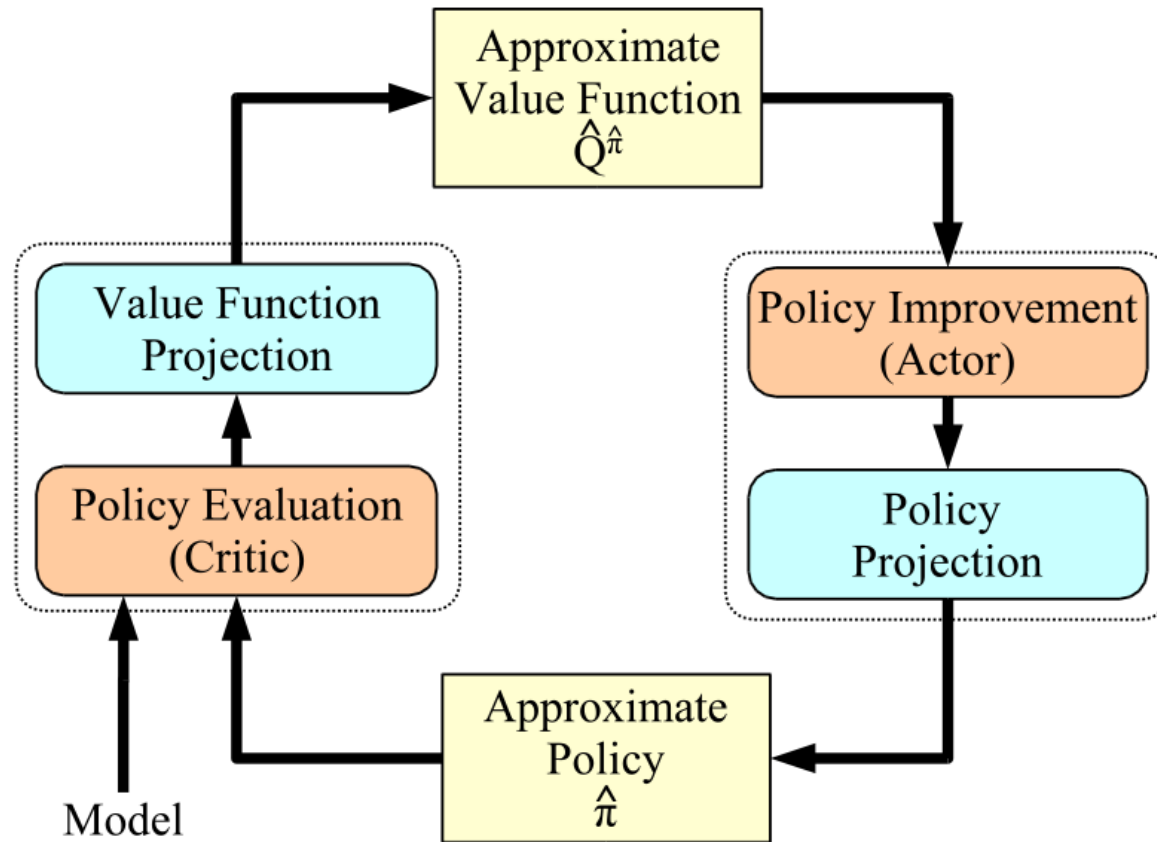 Approximate
Value Function
Q̂^π̂
Value Function
Projection
Policy Improvement
(Actor)
Policy Evaluation
(Critic)
Policy
Projection
Approximate
Policy
π̂
Model